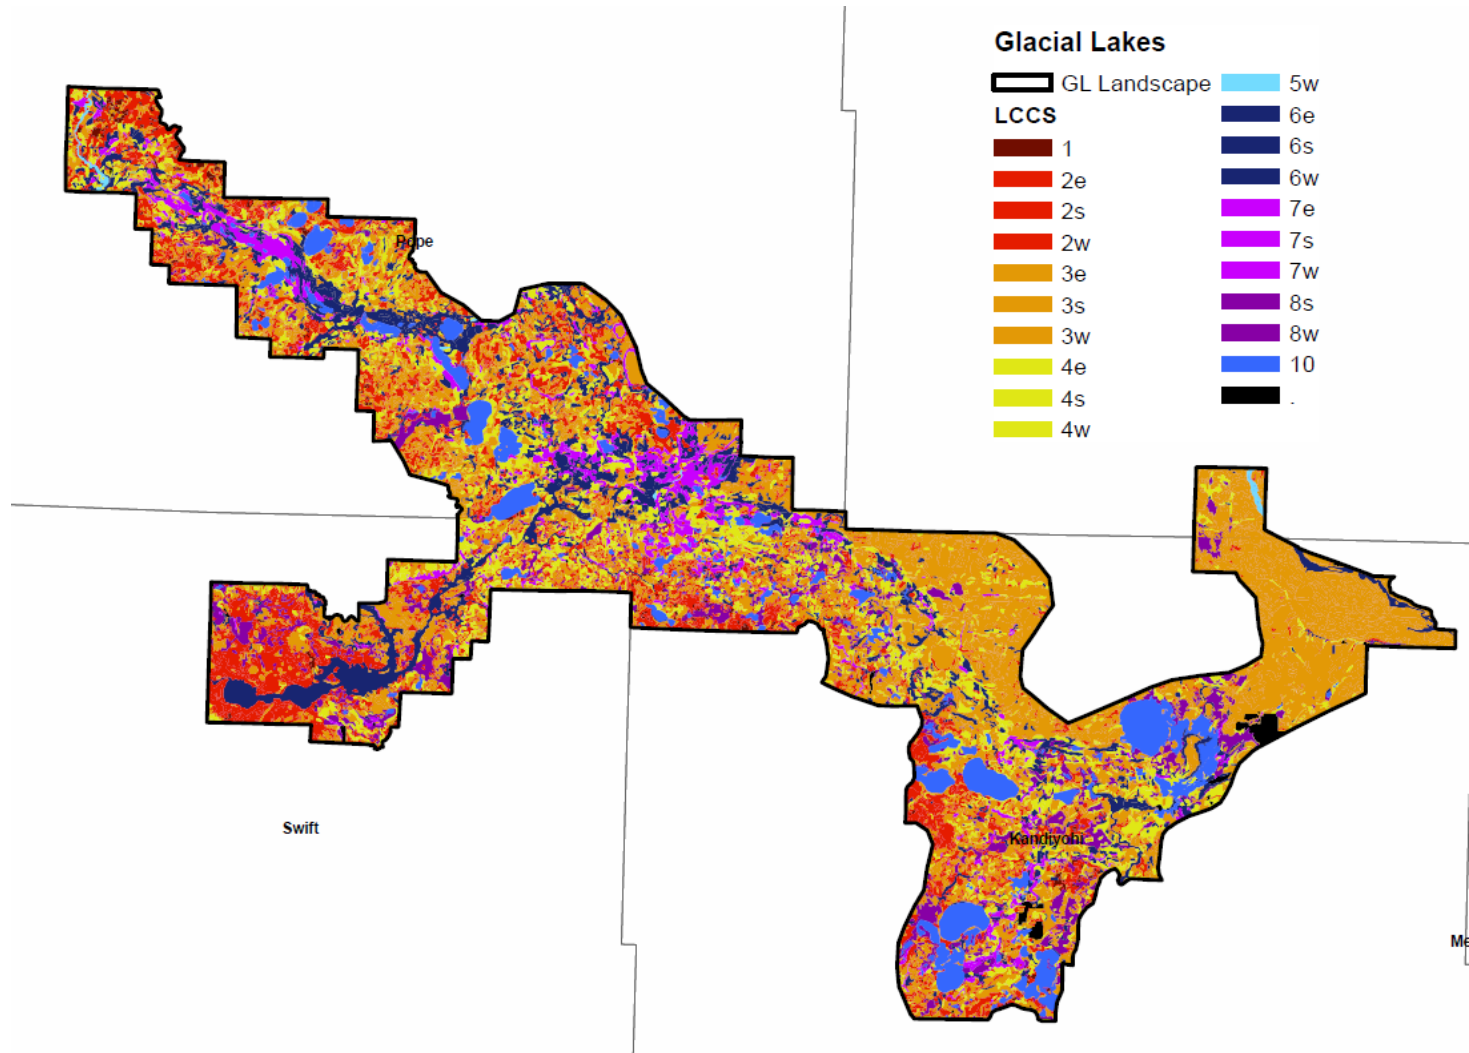 Glacial Lakes
GL Landscape
LCCS
1
2e
2s
2w
3e
3s
3w
4e
4s
4w
5w
6e
6s
6w
7e
7s
7w
8s
8w
10
.
Pope
Swift
Kandiyohi
Me